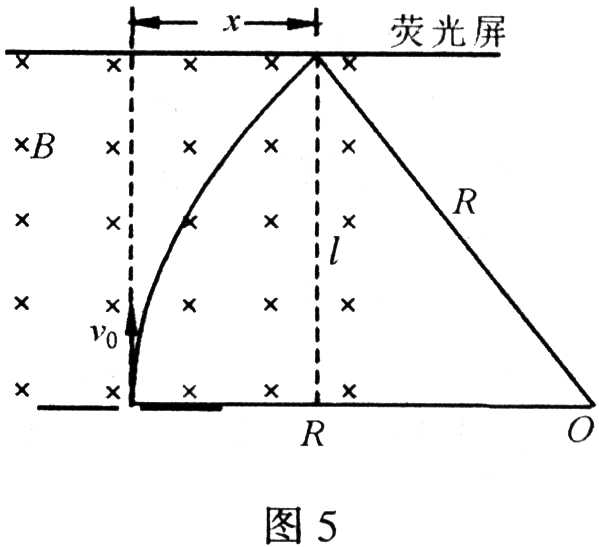 x
荧光屏
× × × × ×
× B × × × ×
R
× × × × ×
l
× × × × ×
v₀
× × × × ×
R
O
图 5